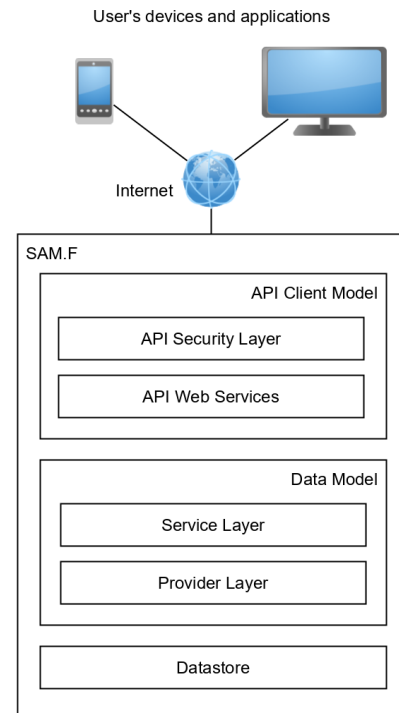 User's devices and applications
Internet
SAM.F
API Client Model
API Security Layer
API Web Services
Data Model
Service Layer
Provider Layer
Datastore